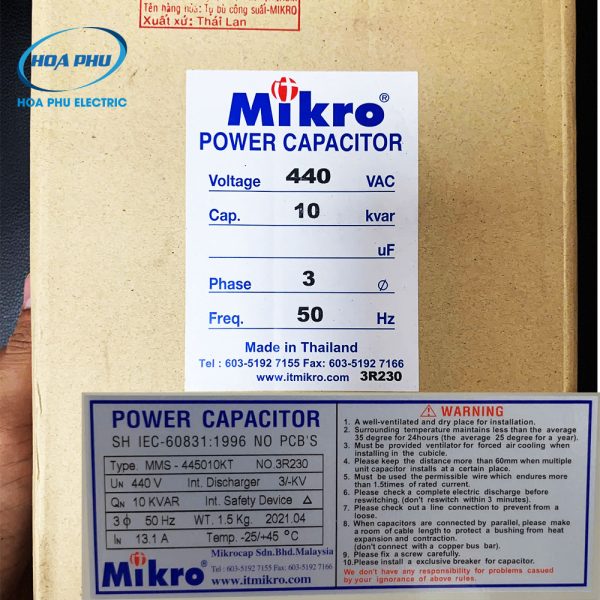 Tên hàng hóa: Tụ bù công suất-MIKRO
Xuất xứ: Thái Lan
HOA PHU
HOA PHU ELECTRIC
Mikro®
POWER CAPACITOR
Voltage 440 VAC
Cap. 10 kvar
uF
Phase 3 Ø
Freq. 50 Hz
Made in Thailand
Tel : 603-5192 7155 Fax: 603-5192 7166
www.itmikro.com 3R230
POWER CAPACITOR
SH IEC-60831:1996 NO PCB'S
Type. MMS - 445010KT NO.3R230
UN 440 V Int. Discharger 3/-KV
QN 10 KVAR Int. Safety Device Δ
3 ϕ 50 Hz WT. 1.5 Kg. 2021.04
IN 13.1 A Temp. -25/+45 °C
Mikrocap Sdn.Bhd.Malaysia
Mikro®
Tel : 603-5192 7155 Fax: 603-5192 7166
www.itmikro.com
⚠ WARNING
1. A well-ventilated and dry place for installation.
2. Surrounding temperature maintains less than the average
35 degree for 24hours (the average 25 degree for a year).
3. Must be provided ventilator for forced air cooling when
installing in the cubicle.
4. Please keep the distance more than 60mm when multiple
unit capacitor installs at a certain place.
5. Must be used the permissible wire which endures more
than 1.5times of rated current.
6. Please check a complete electric discharge before
reswitching. (don't reswitch within 3 minutes).
7. Please check out a line connection to prevent from a
loose.
8. When capacitors are connected by parallel, please make
a room of cable length to protect a bushing from heat
expansion and contraction.
(don't connect with a copper bus bar).
9. Please fix a screw carefully.
10.Please install a exclusive breaker for capacitor.
We don't have any responsibility for problems casued
by your ignorance of above rules.